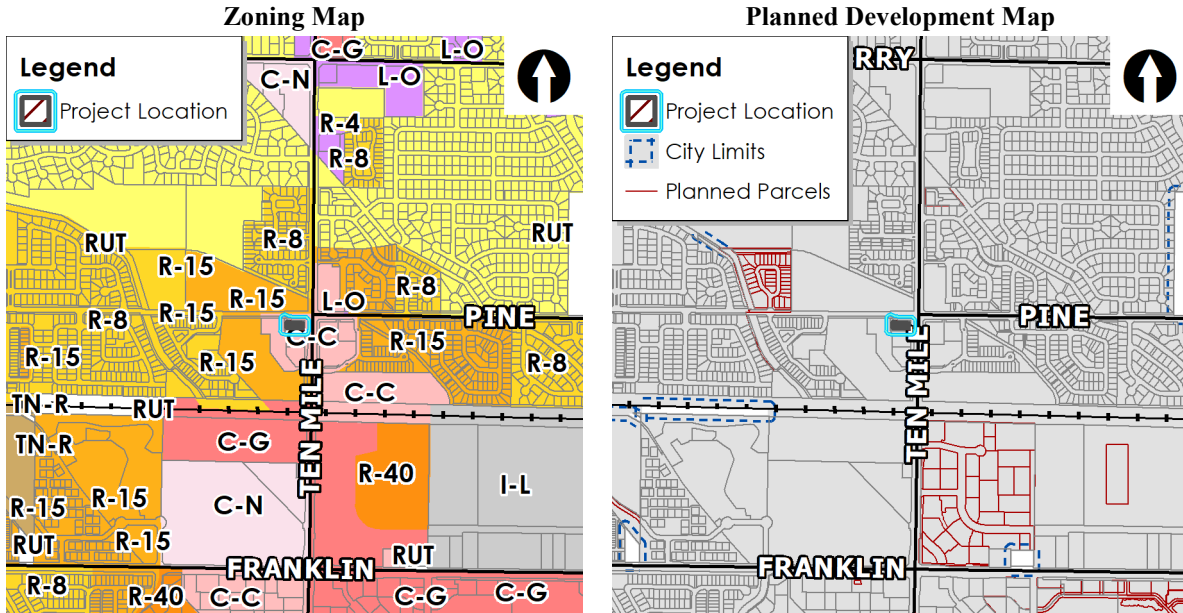 Zoning Map
Legend
Project Location
C-G
L-O
C-N
L-O
R-4
R-8
RUT
R-8
RUT
R-15
R-15
R-8
L-O
R-15
R-8
PINE
C-C
R-15
R-15
R-15
R-8
TEN MILE
C-C
TN-R
RUT
TN-R
C-G
R-40
I-L
R-15
C-N
R-15
RUT
R-15
RUT
FRANKLIN
R-8
R-40
C-C
C-G
C-G
Planned Development Map
Legend
Project Location
City Limits
Planned Parcels
RRY
PINE
TEN MILE
FRANKLIN